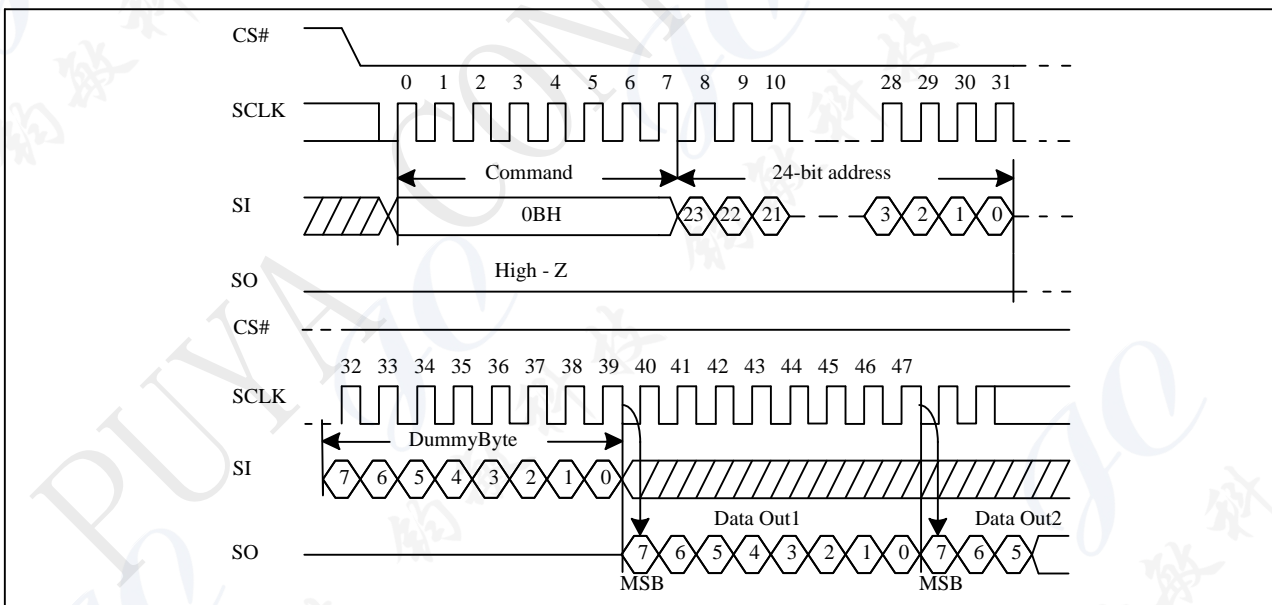 CS#
0 1 2 3 4 5 6 7 8 9 10 28 29 30 31
SCLK
Command 24-bit address
SI 0BH 23 22 21 3 2 1 0
High - Z
SO
CS#
32 33 34 35 36 37 38 39 40 41 42 43 44 45 46 47
SCLK
DummyByte
SI 7 6 5 4 3 2 1 0
Data Out1 Data Out2
SO 7 6 5 4 3 2 1 0 7 6 5
MSB MSB
PUYA CON